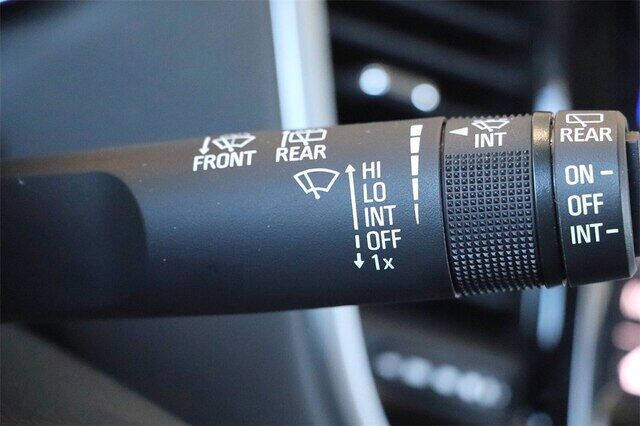 FRONT
REAR
HI
LO
INT
OFF
1x
INT
REAR
ON -
OFF
INT -